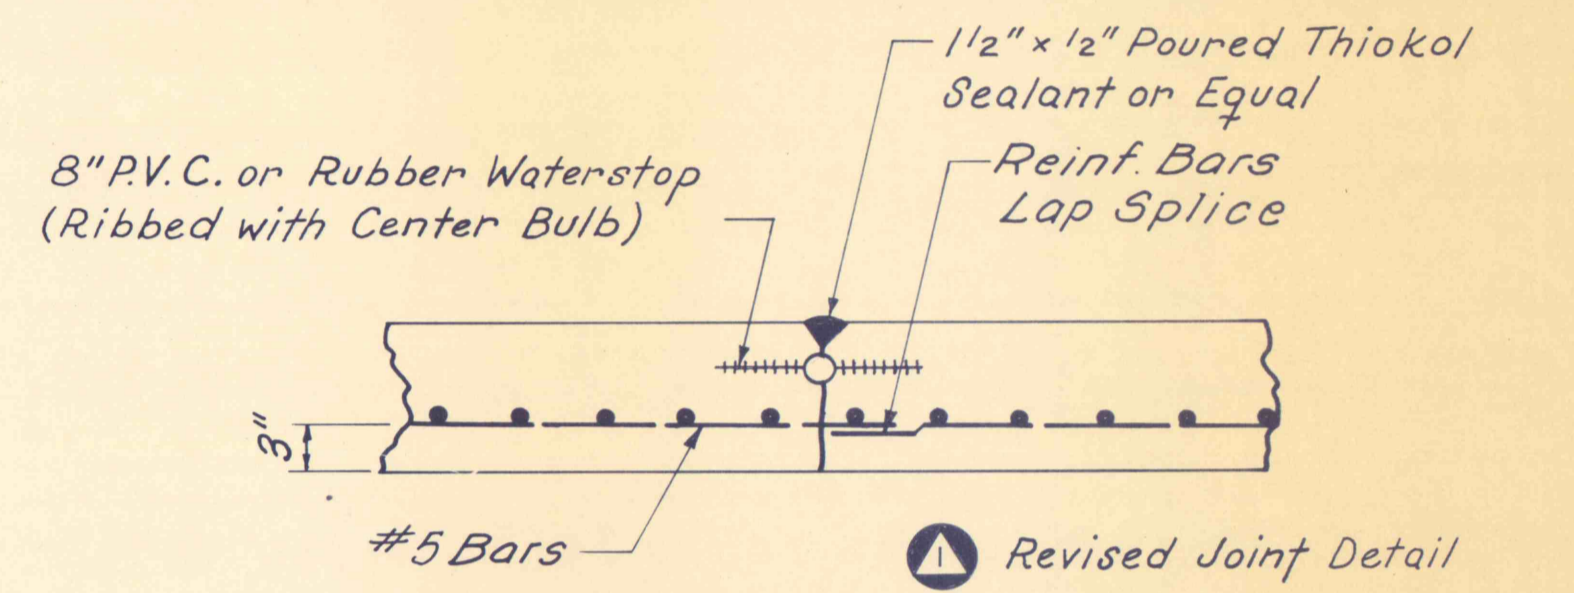 1 1/2" x 1/2" Poured Thiokol
Sealant or Equal
8" P.V.C. or Rubber Waterstop
(Ribbed with Center Bulb)
Reinf. Bars
Lap Splice
3"
#5 Bars
1 Revised Joint Detail